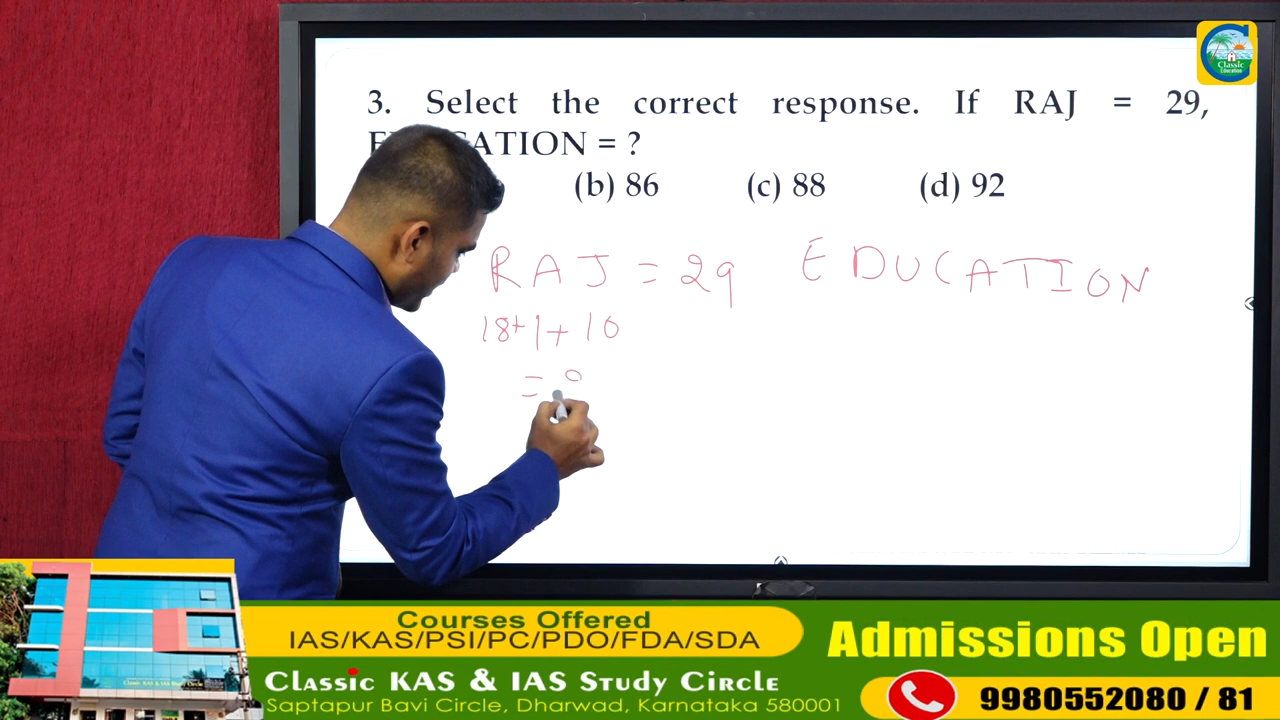 Classic
Education
3. Select the correct response. If RAJ = 29,
= ?
(b) 86 (c) 88 (d) 92
RAJ = 29 EDUCATION
18+1+10
=
Courses Offered
IAS/KAS/PSI/PC/PDO/FDA/SDA
Classic KAS & IAS Study Circle
Saptapur Bavi Circle, Dharwad, Karnataka 580001
Admissions Open
9980552080 / 81